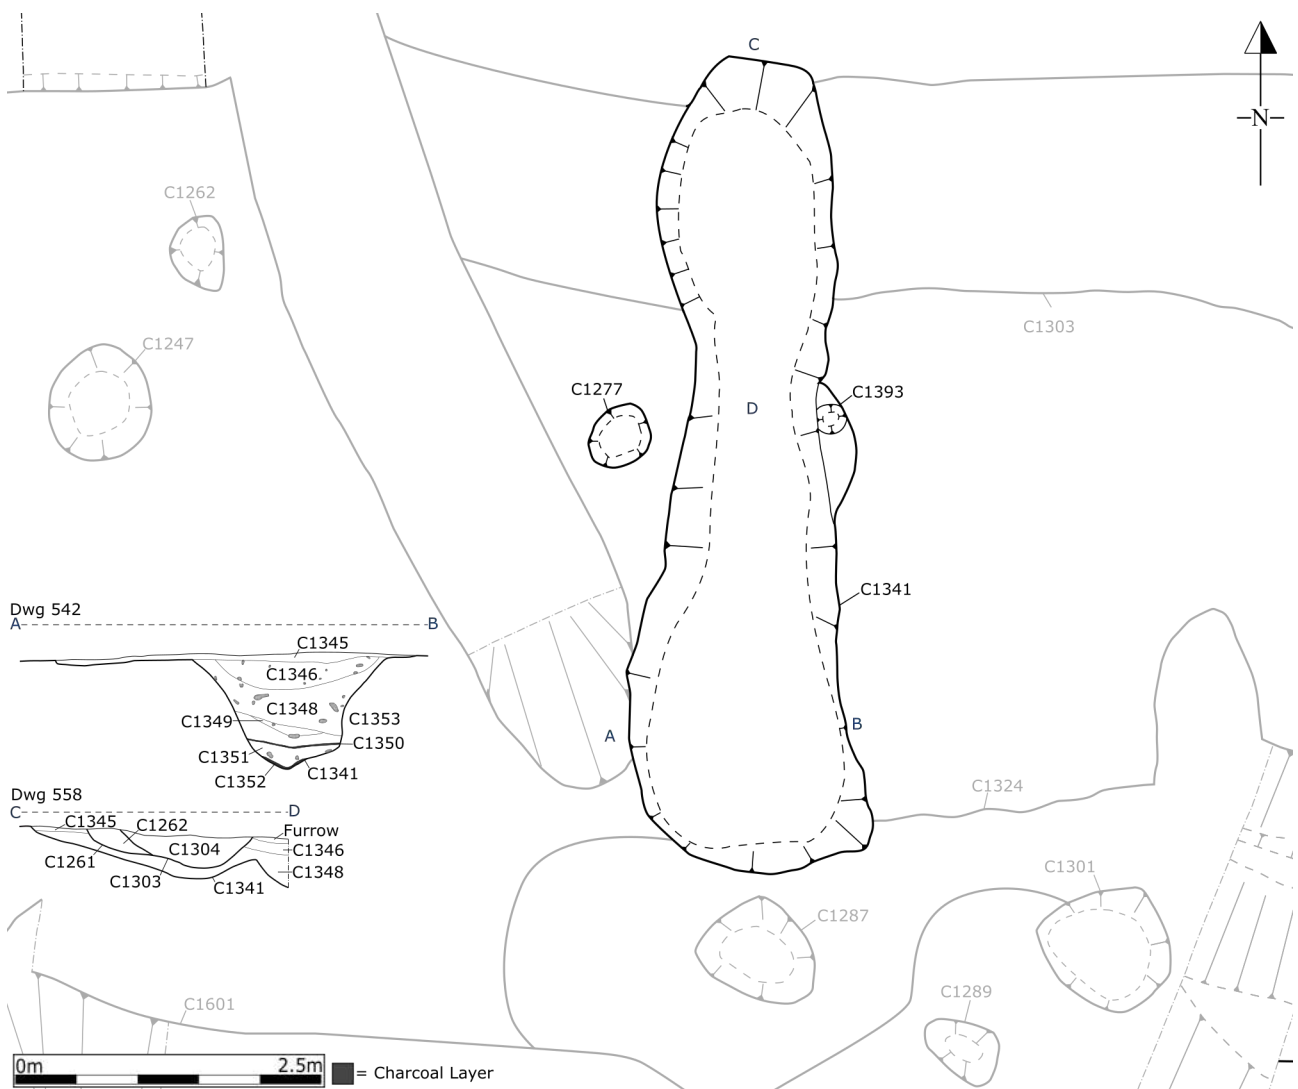 C
N
C1262
C1303
C1247
C1277
D
C1393
C1341
Dwg 542
A B
C1345
C1346
C1348
C1349
C1353
C1350
C1351
C1341
C1352
A
B
Dwg 558
C D
C1345
C1262
Furrow
C1304
C1346
C1261
C1303
C1341
C1348
C1324
C1301
C1287
C1289
C1601
0m 2.5m
= Charcoal Layer